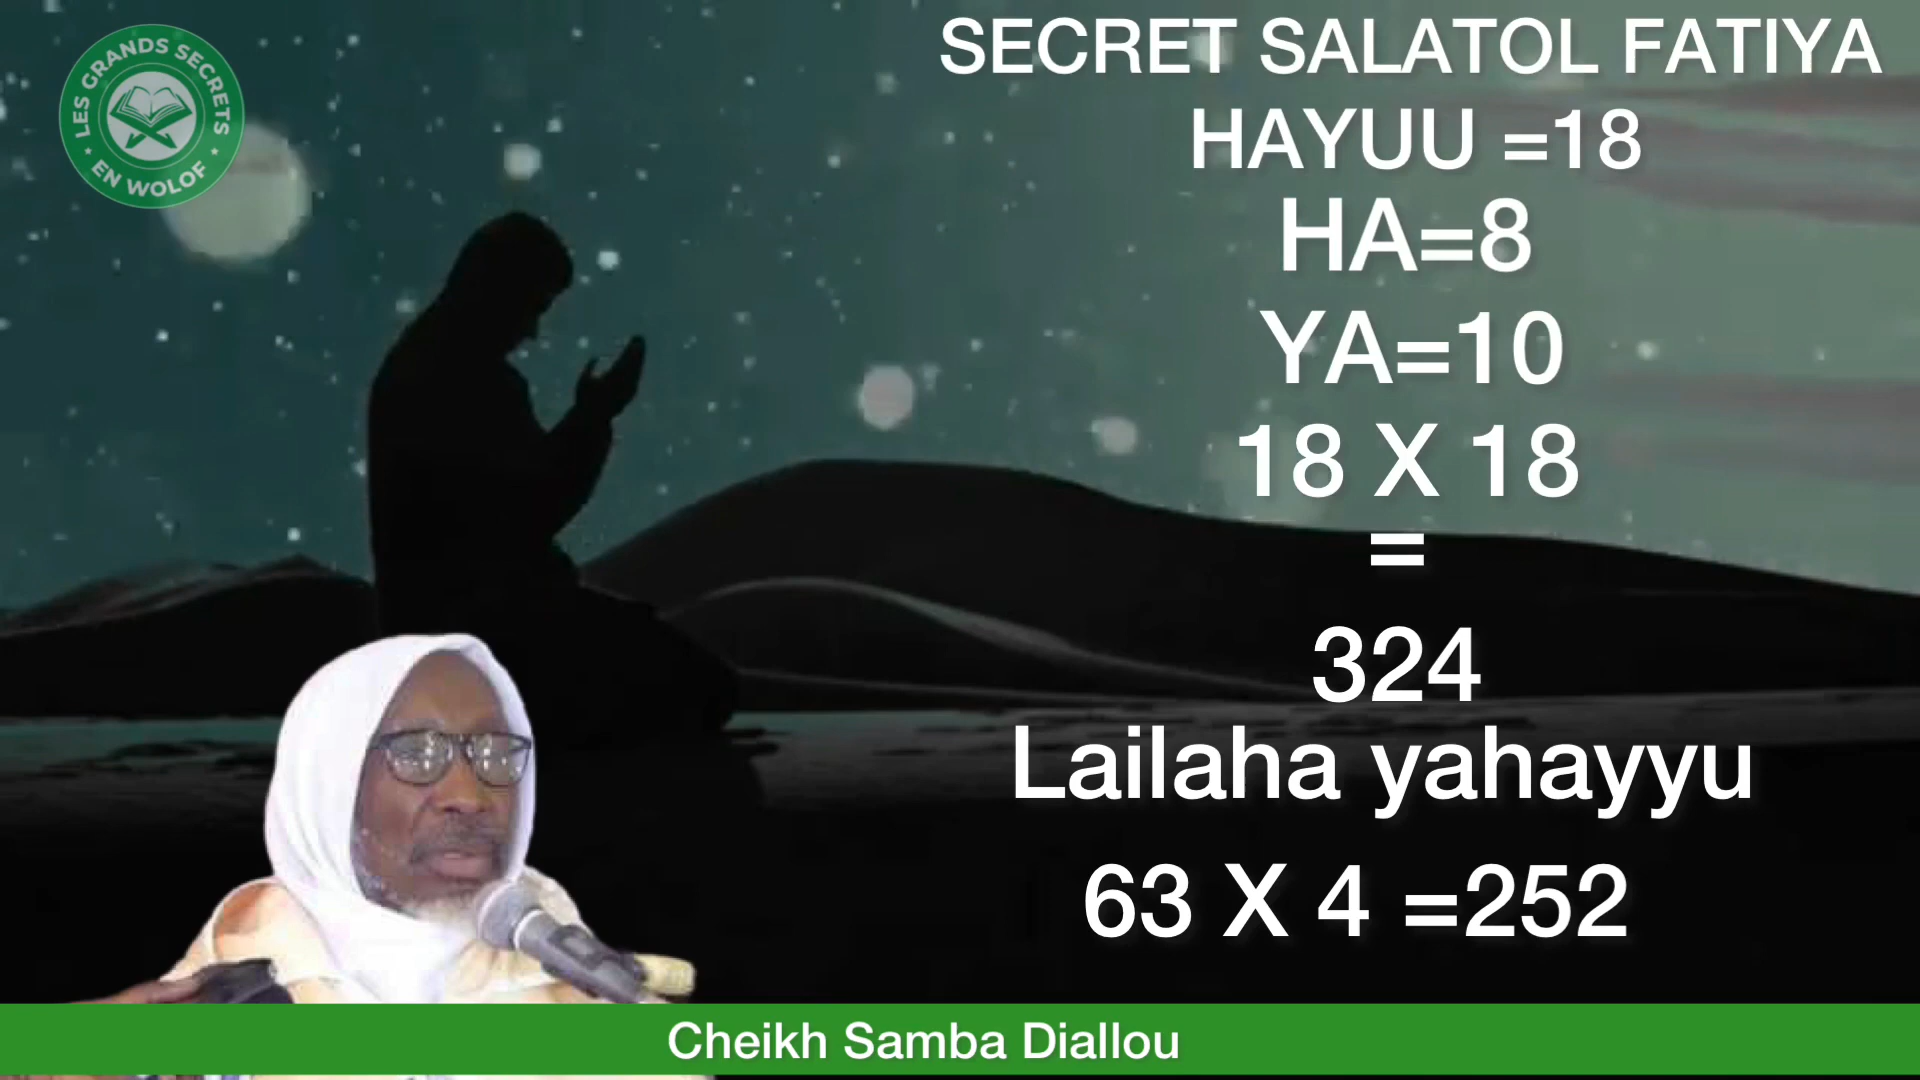 LES GRANDS SECRETS
EN WOLOF
SECRET SALATOL FATIYA
HAYUU =18
HA=8
YA=10
18 X 18
=
324
Lailaha yahayyu
63 X 4 =252
Cheikh Samba Diallou